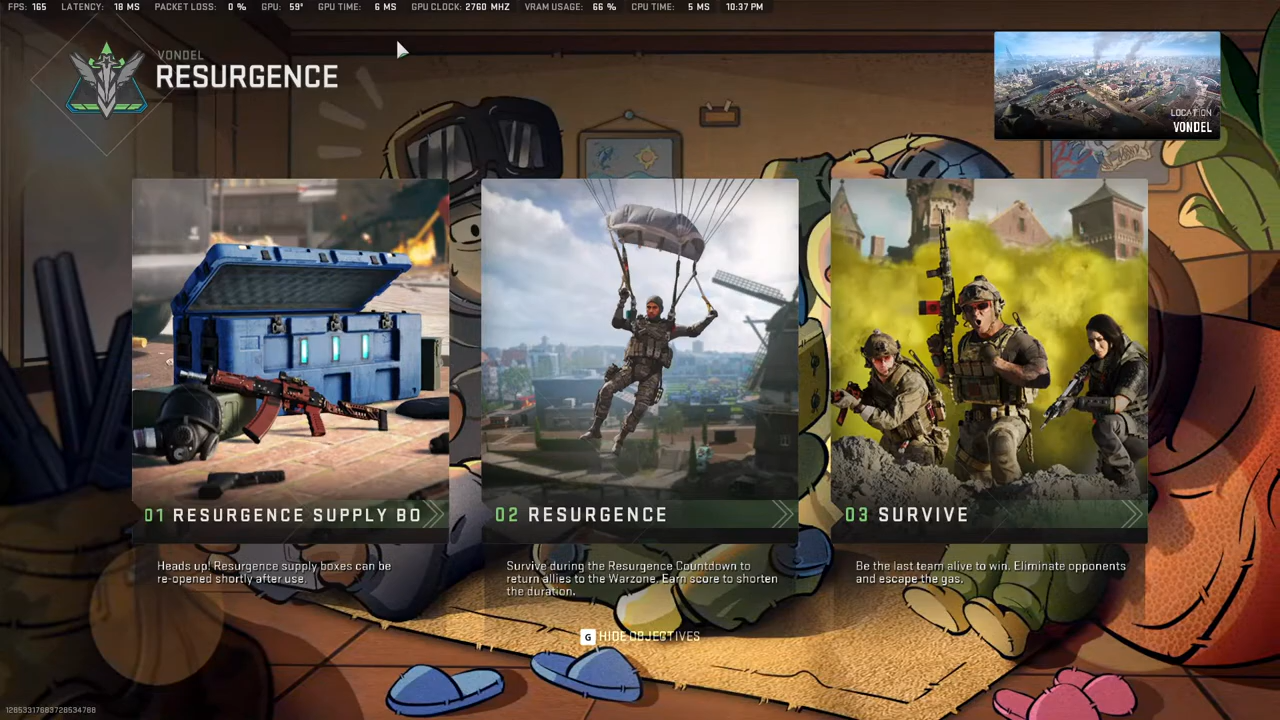 FPS: 165 LATENCY: 18 MS PACKET LOSS: 0 % GPU: 59° GPU TIME: 6 MS GPU CLOCK: 2760 MHZ VRAM USAGE: 66 % CPU TIME: 5 MS 10:37 PM
VONDEL
RESURGENCE
LOCATION
VONDEL
01 RESURGENCE SUPPLY BO
Heads up! Resurgence supply boxes can be
re-opened shortly after use.
02 RESURGENCE
Survive during the Resurgence Countdown to
return allies to the Warzone. Earn score to shorten
the duration.
03 SURVIVE
Be the last team alive to win. Eliminate opponents
and escape the gas.
G HIDE OBJECTIVES